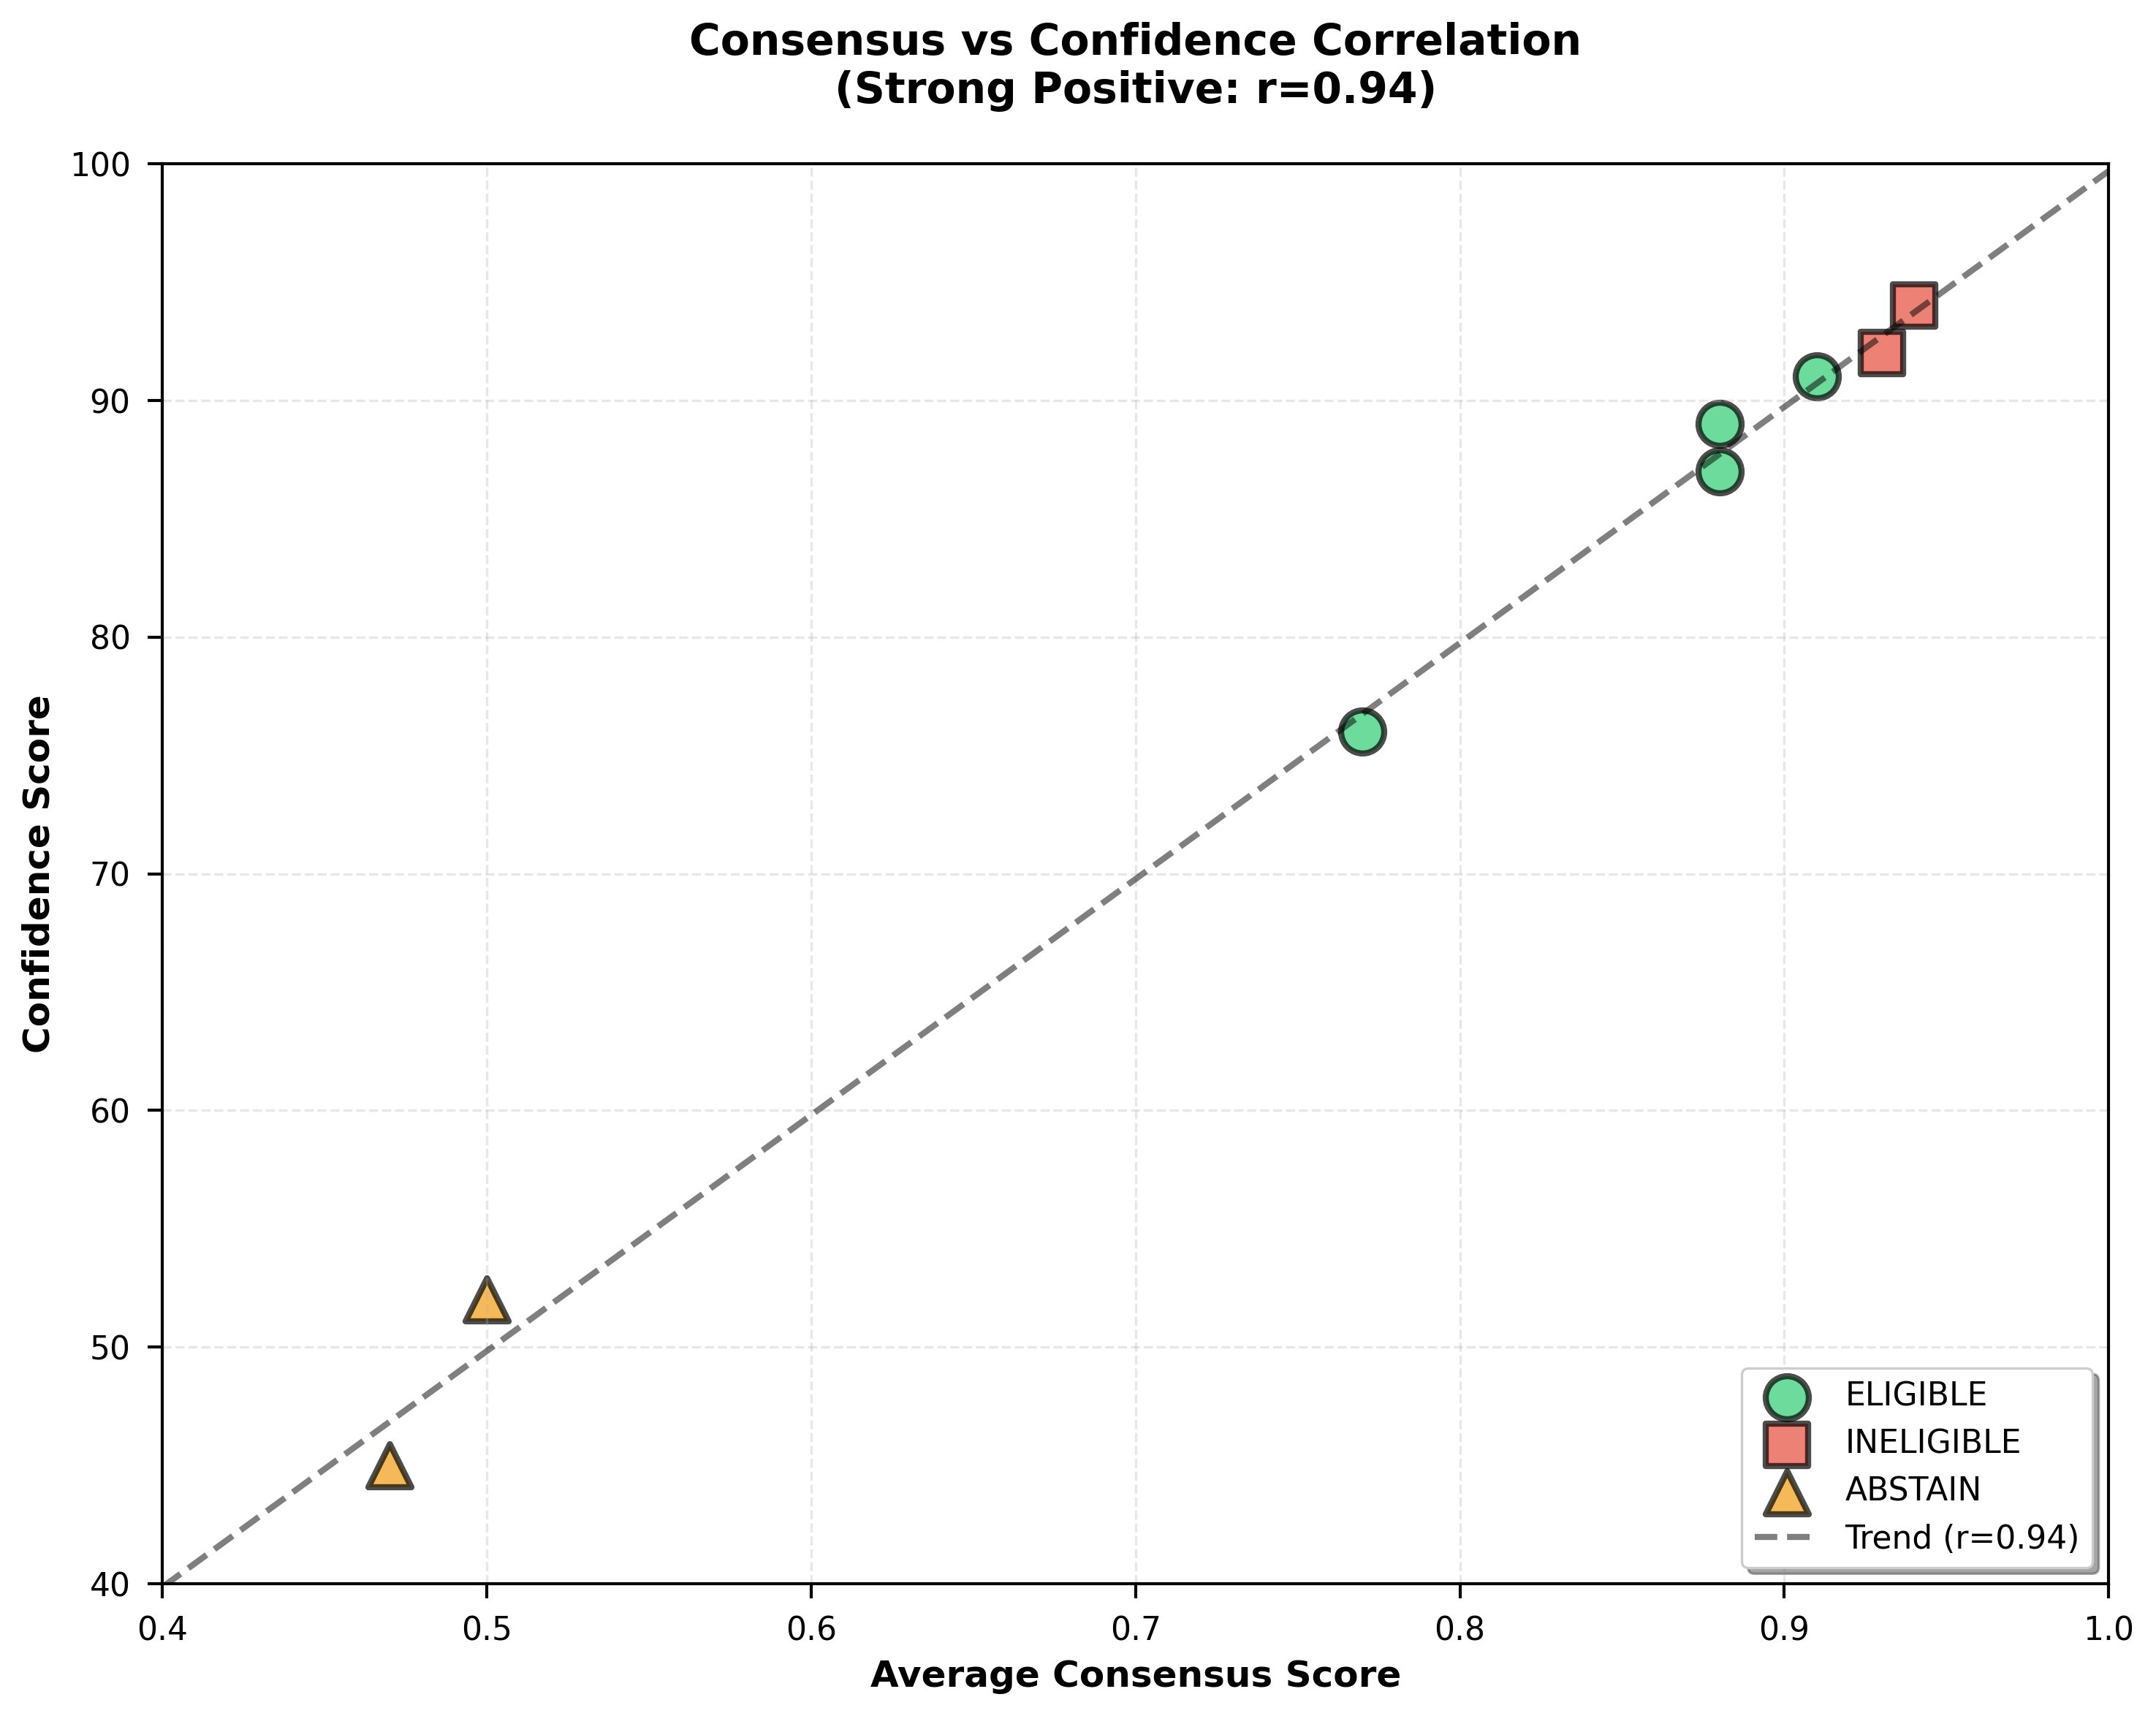 Consensus vs Confidence Correlation
(Strong Positive: r=0.94)
100
90
80
70
60
50
40
Confidence Score
ELIGIBLE
INELIGIBLE
ABSTAIN
Trend (r=0.94)
0.4 0.5 0.6 0.7 0.8 0.9 1.0
Average Consensus Score